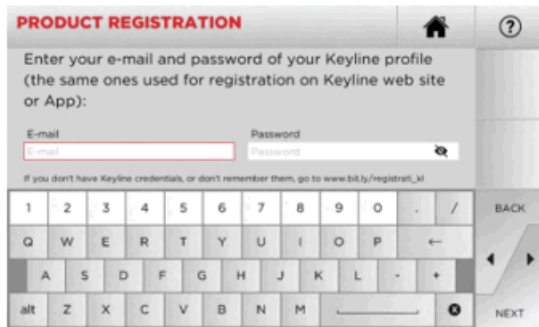 PRODUCT REGISTRATION
?
Enter your e-mail and password of your Keyline profile
(the same ones used for registration on Keyline web site
or App):
E-mail Password
E-mail Password
If you don't have Keyline credentials, or don't remember them, go to www.bit.ly/registrati_kl
1 2 3 4 5 6 7 8 9 0 . /
BACK
Q W E R T Y U I O P ←
A S D F G H J K L - +
alt Z X C V B N M
NEXT